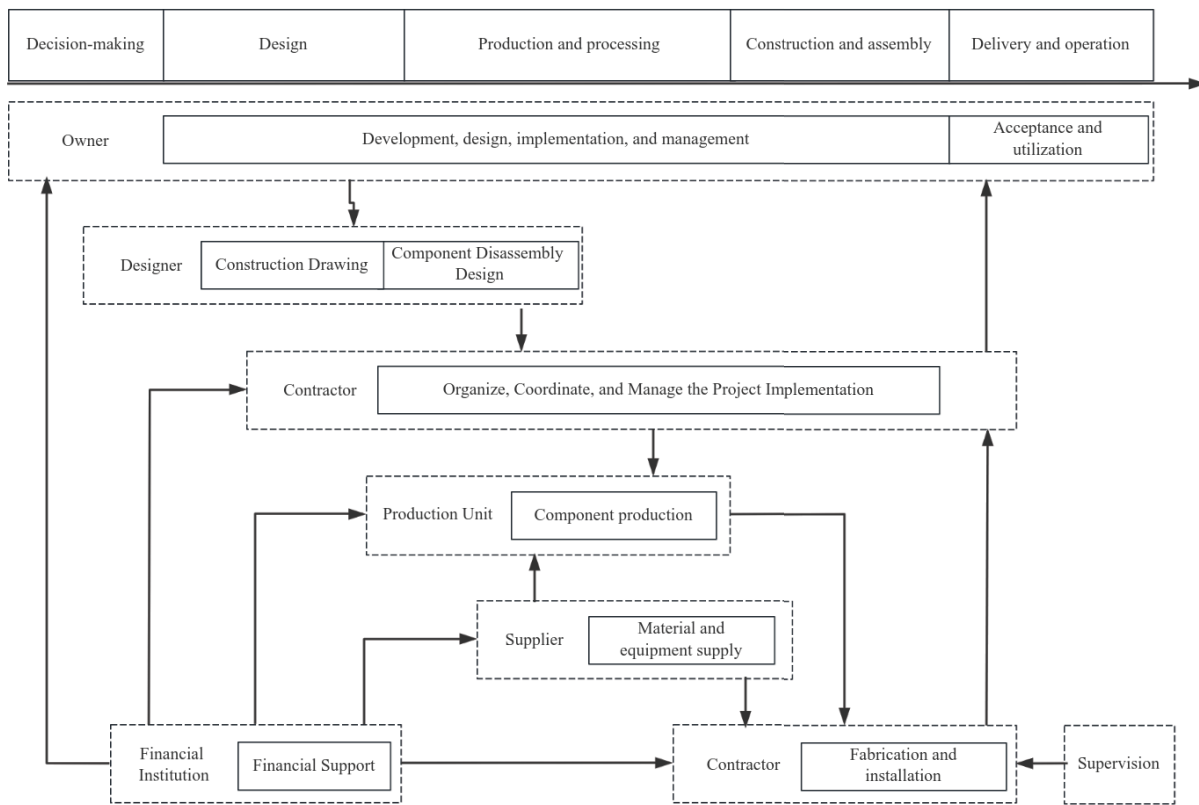 Decision-making
Design
Production and processing
Construction and assembly
Delivery and operation
Owner
Development, design, implementation, and management
Acceptance and
utilization
Designer
Construction Drawing
Component Disassembly
Design
Contractor
Organize, Coordinate, and Manage the Project Implementation
Production Unit
Component production
Supplier
Material and
equipment supply
Financial
Institution
Financial Support
Contractor
Fabrication and
installation
Supervision